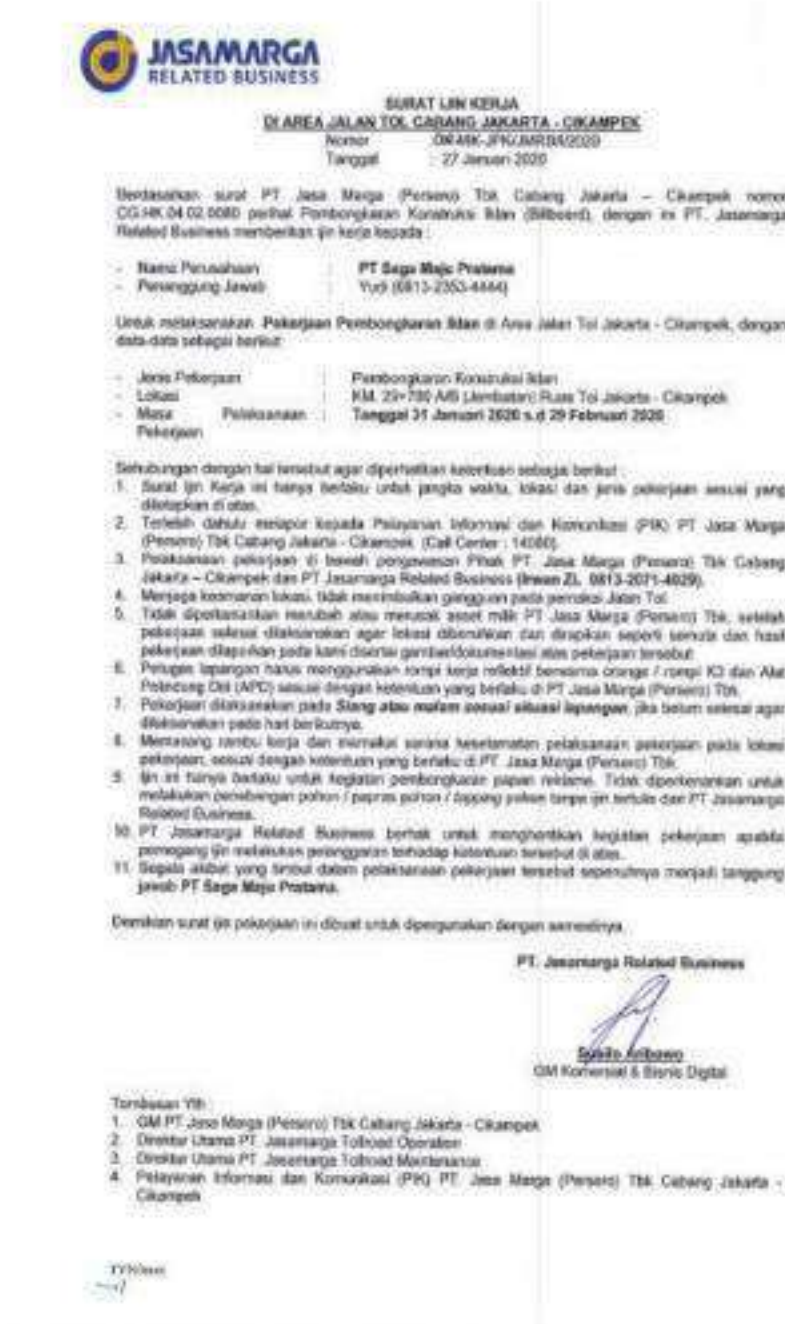 JASAMARGA
RELATED BUSINESS
SURAT IJIN KERJA
DI AREA JALAN TOL CABANG JAKARTA - CIKAMPEK
Nomor
Tanggal : 27 Januari 2020
Berdasarkan surat PT Jasa Marga (Persero) Tbk Cabang Jakarta – Cikampek nomor
CG.HK.04.02.0080 perihal Pembongkaran Konstruksi Iklan (Billboard), dengan ini PT. Jasamarga
Related Business memberikan ijin kerja kepada :
- Nama Perusahaan : PT Saga Maju Pratama
- Penanggung Jawab : Yudi (0813-2353-4444)
Untuk melaksanakan Pekerjaan Pembongkaran Iklan di Area Jalan Tol Jakarta - Cikampek, dengan
data-data sebagai berikut
- Jenis Pekerjaan : Pembongkaran Konstruksi Iklan
- Lokasi : KM. 29+780 A/B (Jembatan) Ruas Tol Jakarta - Cikampek
- Masa Pelaksanaan : Tanggal 31 Januari 2020 s.d 29 Februari 2020
Pekerjaan
Sehubungan dengan hal tersebut agar diperhatikan ketentuan sebagai berikut :
1. Surat Ijin Kerja ini hanya berlaku untuk jangka waktu, lokasi dan jenis pekerjaan sesuai yang
ditetapkan di atas.
2. Terlebih dahulu melapor kepada Pelayanan Informasi dan Komunikasi (PIK) PT Jasa Marga
(Persero) Tbk Cabang Jakarta - Cikampek (Call Center : 14080).
3. Pelaksanaan pekerjaan di bawah pengawasan Pihak PT. Jasa Marga (Persero) Tbk Cabang
Jakarta – Cikampek dan PT Jasamarga Related Business (Irwan Zi. 0813-2071-4029).
4. Menjaga keamanan lokasi, tidak menimbulkan gangguan pada pemakai Jalan Tol.
5. Tidak diperkenankan merubah atau merusak asset milik PT Jasa Marga (Persero) Tbk, setelah
pekerjaan selesai dilaksanakan agar lokasi dibersihkan dan dirapikan seperti semula dan hasil
pekerjaan dilaporkan pada kami disertai gambar/dokumentasi atas pekerjaan tersebut
6. Petugas lapangan harus menggunakan rompi kerja reflektif berwarna orange / rompi K3 dan Alat
Pelindung Diri (APD) sesuai dengan ketentuan yang berlaku di PT Jasa Marga (Persero) Tbk.
7. Pekerjaan dilaksanakan pada Siang atau malam sesuai situasi lapangan, jika belum selesai agar
dilaksanakan pada hari berikutnya.
8. Memasang rambu kerja dan memakai sarana keselamatan pelaksanaan pekerjaan pada lokasi
pekerjaan, sesuai dengan ketentuan yang berlaku di PT. Jasa Marga (Persero) Tbk.
9. Ijin ini hanya berlaku untuk kegiatan pembongkaran papan reklame. Tidak diperkenankan untuk
melakukan penebangan pohon / papras pohon / topping pohon tanpa ijin tertulis dari PT Jasamarga
Related Business.
10. PT Jasamarga Related Business berhak untuk menghentikan kegiatan pekerjaan apabila
pemegang ijin melakukan pelanggaran terhadap ketentuan tersebut di atas.
11. Segala akibat yang timbul dalam pelaksanaan pekerjaan tersebut sepenuhnya menjadi tanggung
jawab PT Saga Maju Pratama.
Demikian surat ijin pekerjaan ini dibuat untuk dipergunakan dengan semestinya
PT. Jasamarga Related Business
GM Komersial & Bisnis Digital
Tembusan Yth :
1. GM PT Jasa Marga (Persero) Tbk Cabang Jakarta - Cikampek
2. Direktur Utama PT. Jasamarga Tollroad Operation
3. Direktur Utama PT. Jasamarga Tollroad Maintenance
4. Pelayanan Informasi dan Komunikasi (PIK) PT. Jasa Marga (Persero) Tbk Cabang Jakarta -
Cikampek